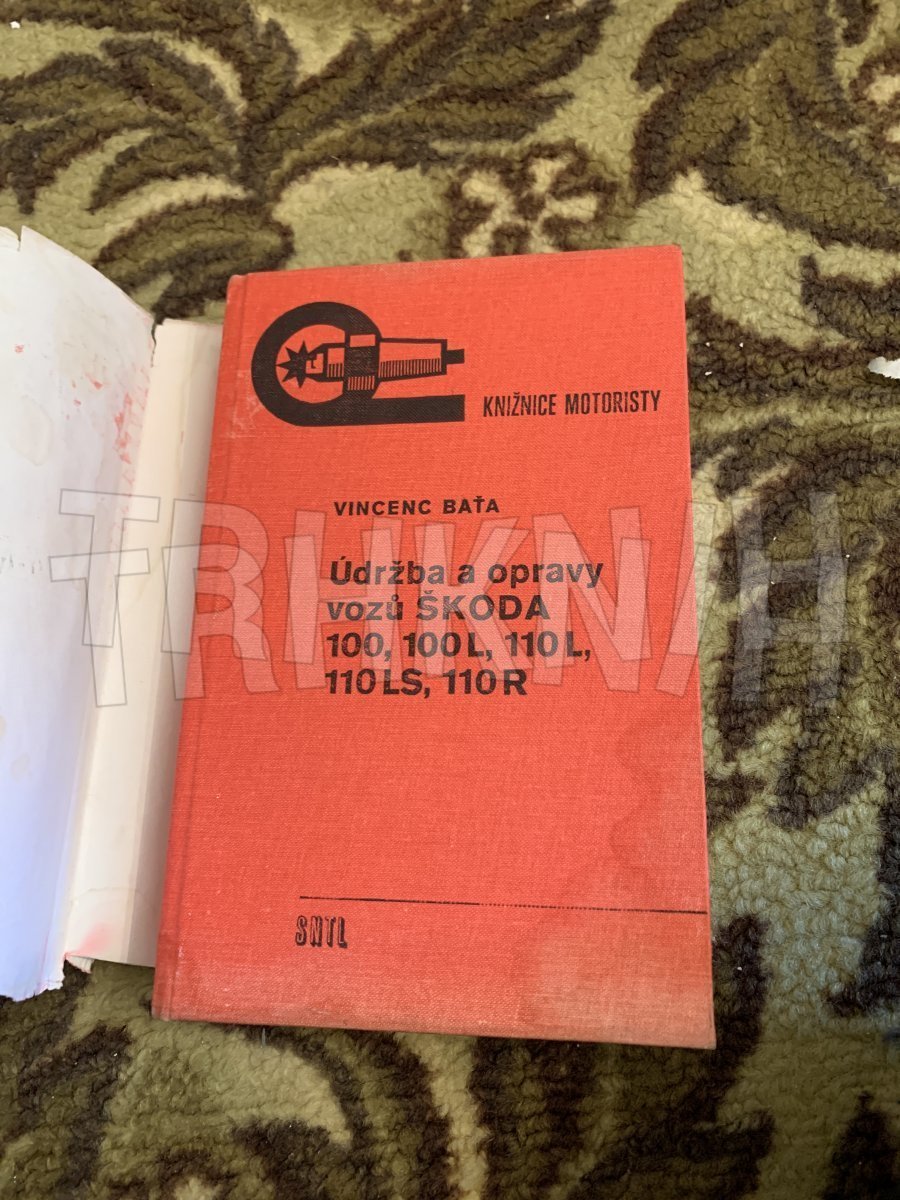 KNIŽNICE MOTORISTY
VINCENC BAŤA
Údržba a opravy
vozů ŠKODA
100, 100 L, 110 L,
110 LS, 110 R
SNTL
TRHKNIH